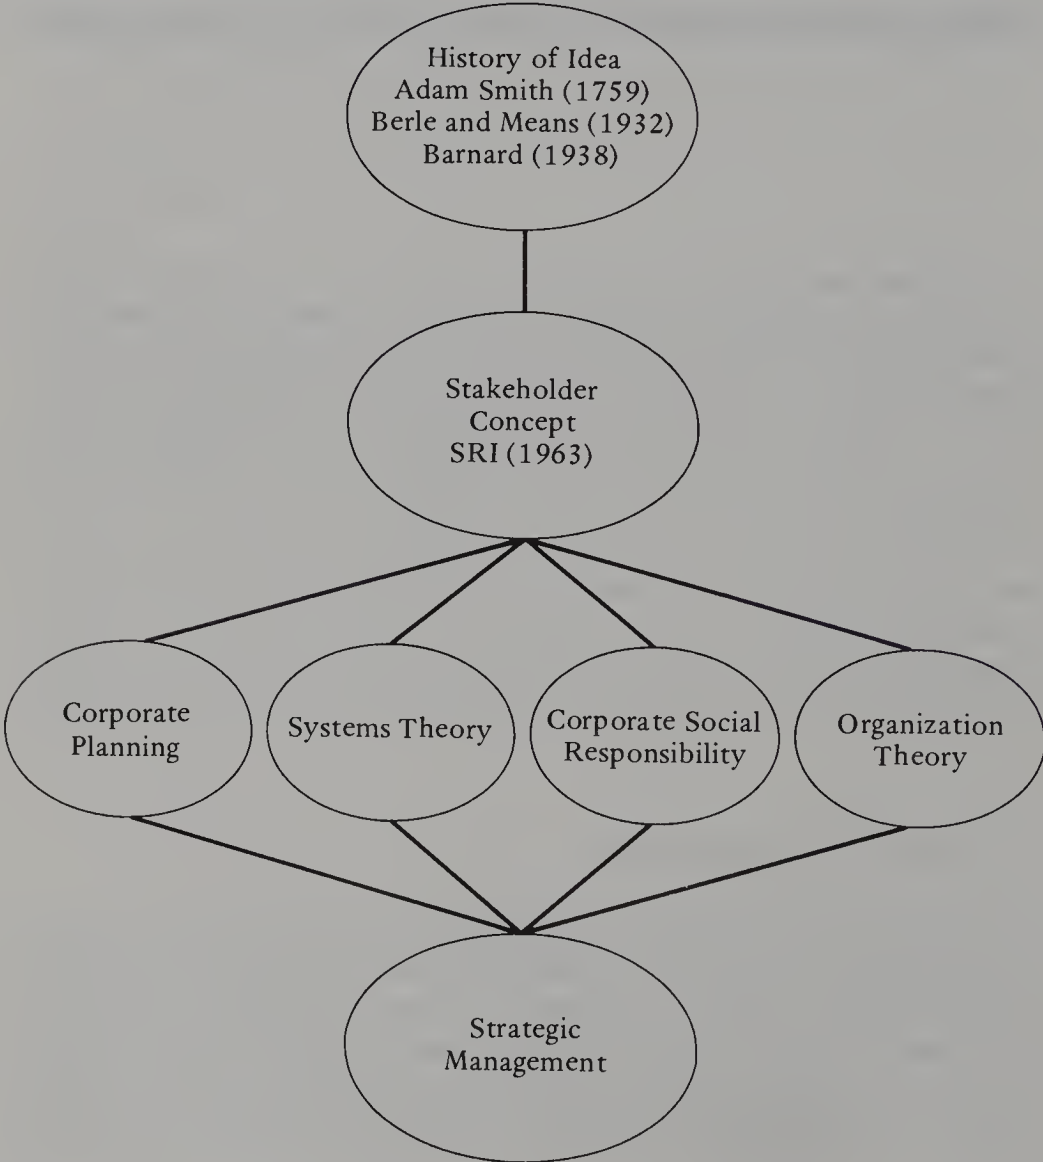 History of Idea
Adam Smith (1759)
Berle and Means (1932)
Barnard (1938)
Stakeholder
Concept
SRI (1963)
Corporate
Planning
Systems Theory
Corporate Social
Responsibility
Organization
Theory
Strategic
Management